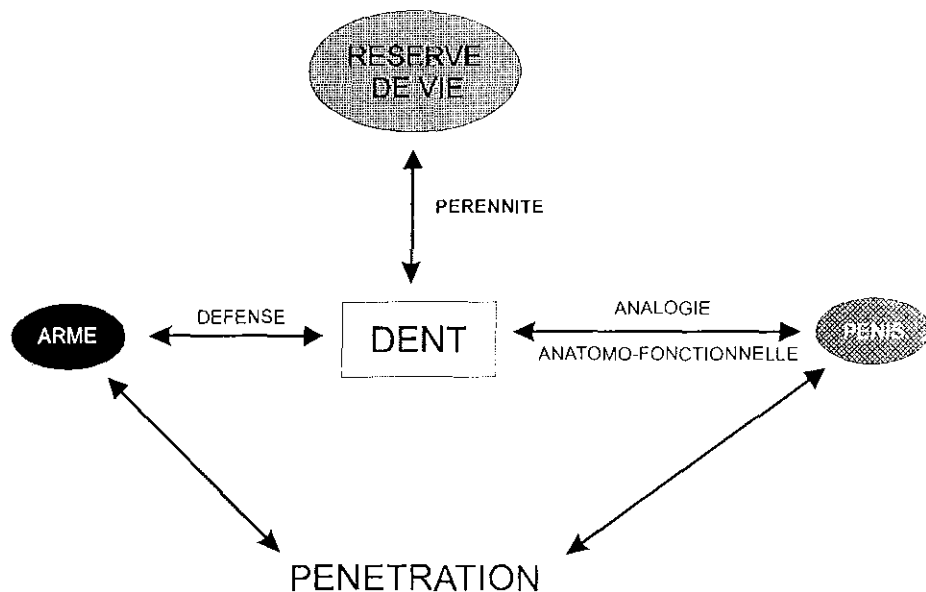 RESERVE
DE VIE
PERENNITE
ARME
DEFENSE
DENT
ANALOGIE
ANATOMO-FONCTIONNELLE
PENIS
PENETRATION